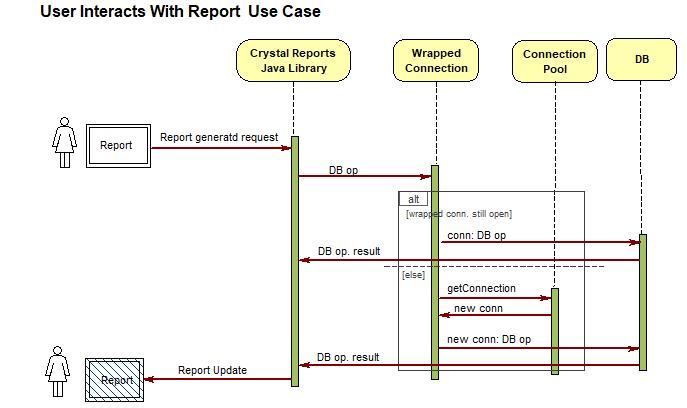 User Interacts With Report Use Case
Crystal Reports
Java Library
Wrapped
Connection
Connection
Pool
DB
Report
Report generatd request
DB op
alt
[wrapped conn. still open]
conn: DB op
DB op. result
[else]
getConnection
new conn
new conn: DB op
DB op. result
Report Update
Report